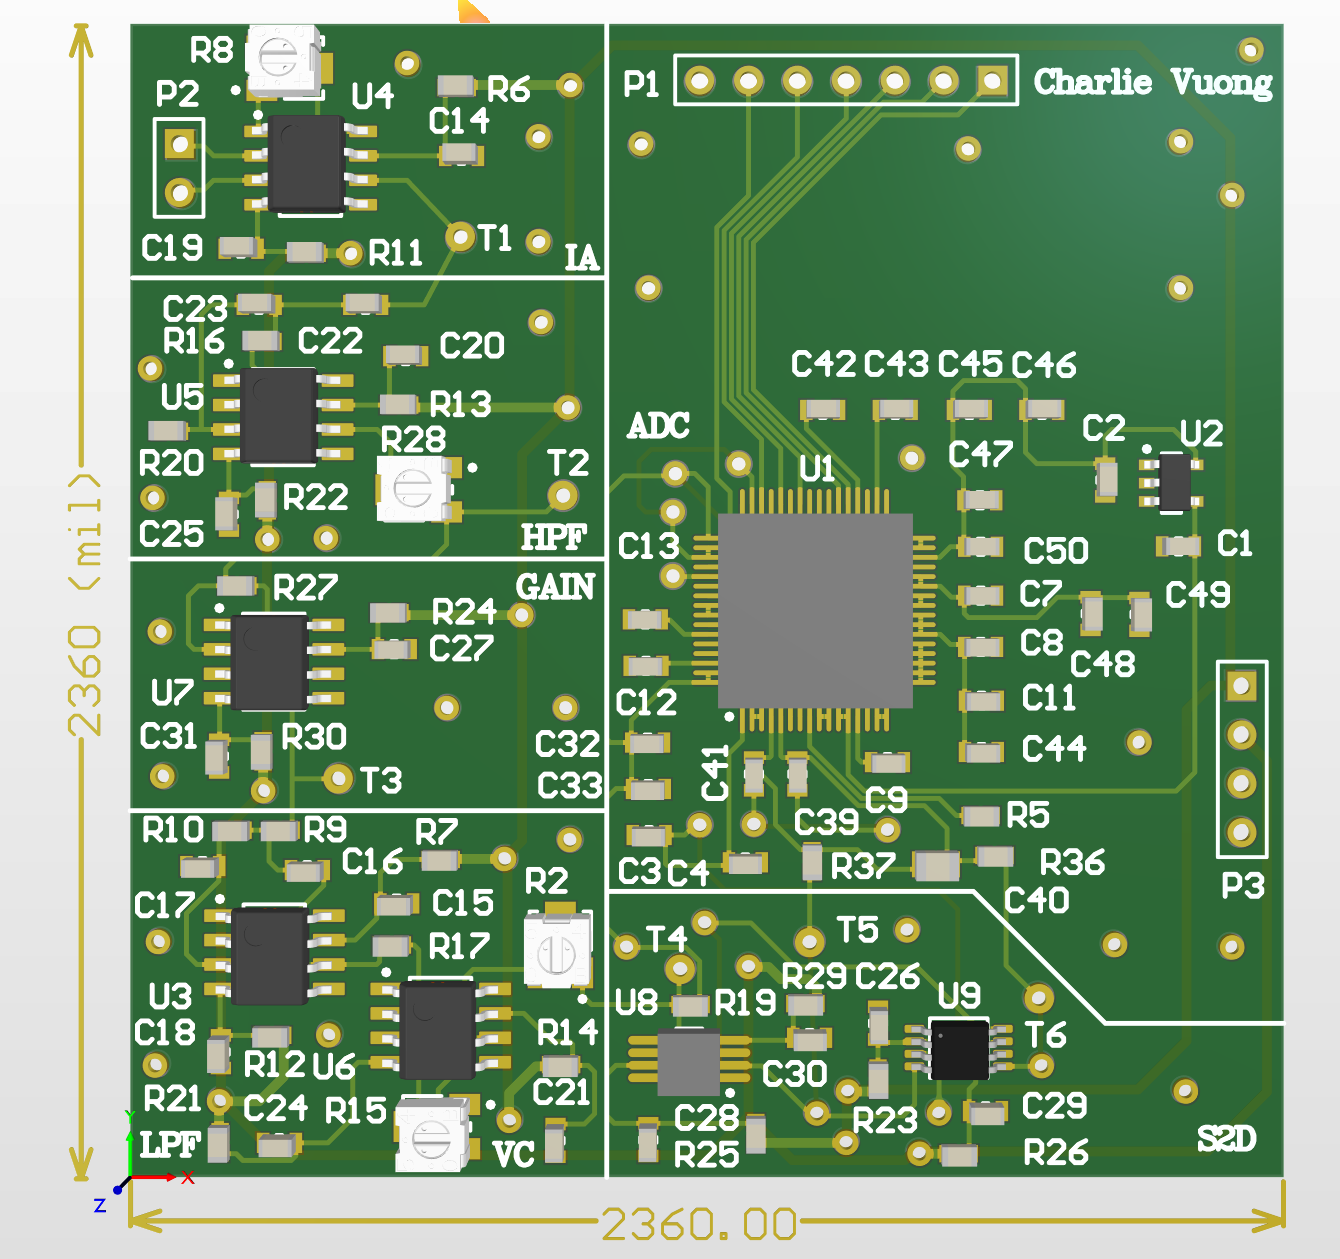 R8
P2
U4
R6
C14
P1
Charlie Vuong
C19
R11
T1
IA
C23
R16
C22
C20
U5
R13
R28
R20
R22
T2
C25
HPF
ADC
C42 C43 C45 C46
C2
U2
C47
U1
C13
C50
C1
C7
C49
C8
C48
C11
C44
GAIN
R27
R24
C27
U7
C31
R30
T3
C12
C32
C33
C41
C9
C39
R5
C3
C4
R37
R36
C40
P3
R10
R9
R7
C16
R2
C17
C15
R17
U3
C18
R12
U6
R14
R21
C24
R15
C21
LPF
VC
T4
T5
R29
C26
U8
R19
U9
T6
C30
C28
R23
C29
R25
R26
S2D
2360 (mil)
2360.00
Y
X
Z